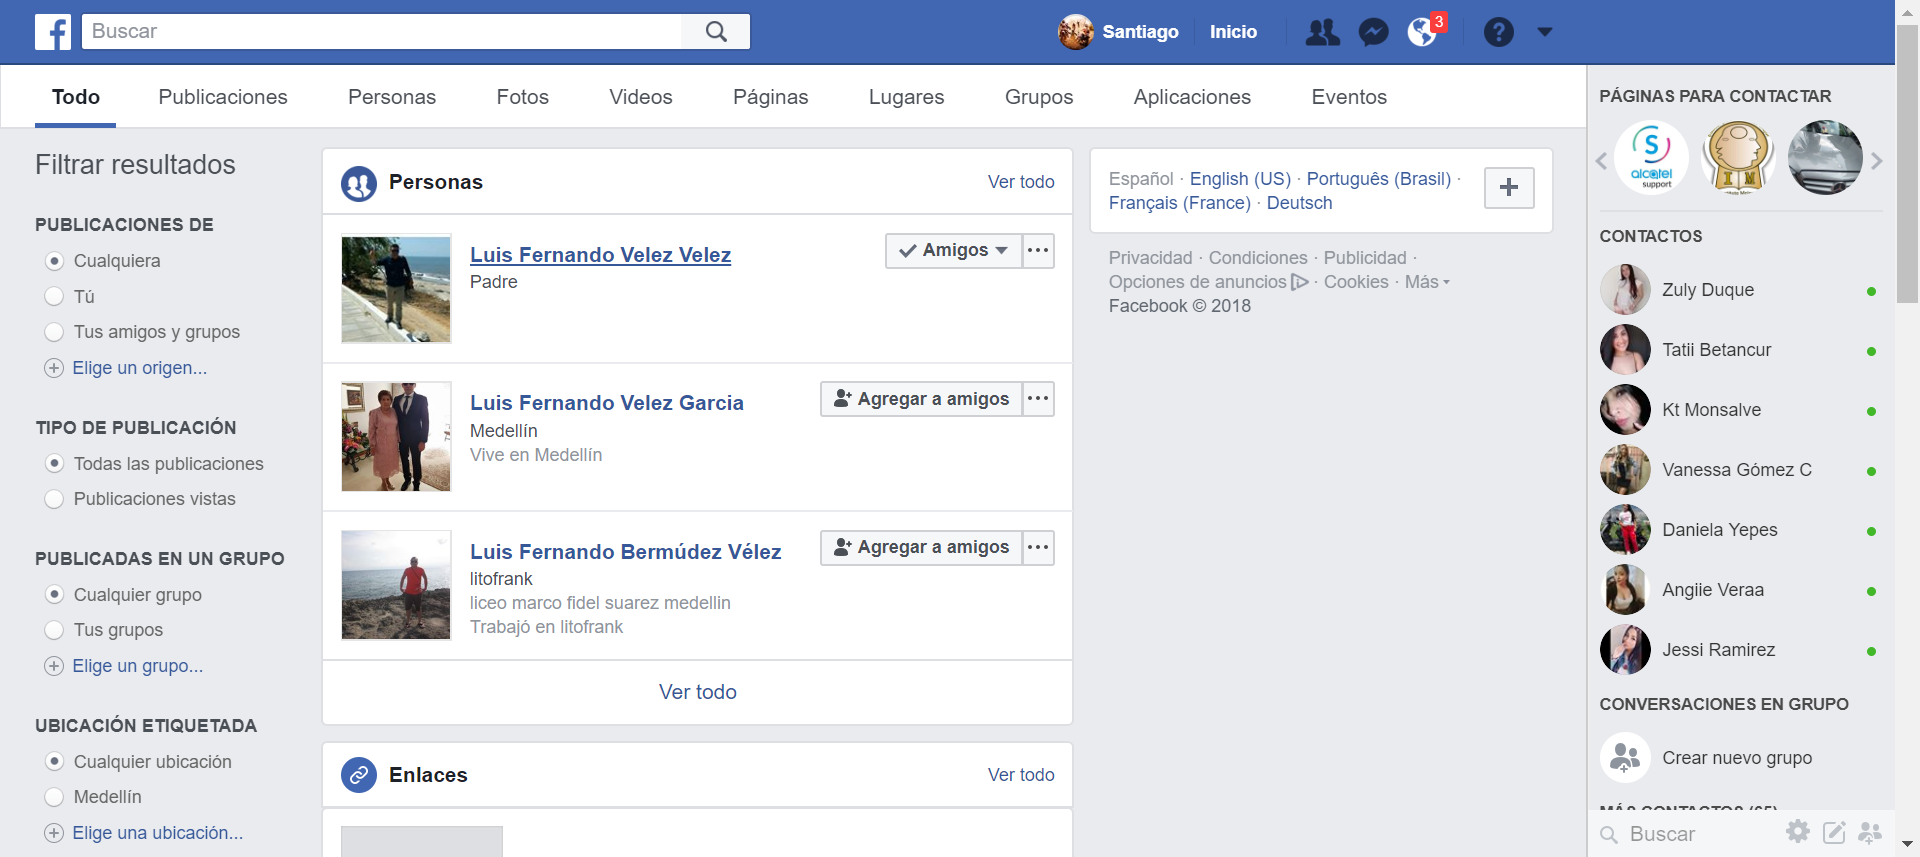 Buscar
Santiago
Inicio
3
Todo
Publicaciones
Personas
Fotos
Videos
Páginas
Lugares
Grupos
Aplicaciones
Eventos
Filtrar resultados
PUBLICACIONES DE
Cualquiera
Tú
Tus amigos y grupos
Elige un origen...
TIPO DE PUBLICACIÓN
Todas las publicaciones
Publicaciones vistas
PUBLICADAS EN UN GRUPO
Cualquier grupo
Tus grupos
Elige un grupo...
UBICACIÓN ETIQUETADA
Cualquier ubicación
Medellín
Elige una ubicación...
Personas
Ver todo
Luis Fernando Velez Velez
Padre
Amigos
Luis Fernando Velez Garcia
Medellín
Vive en Medellín
Agregar a amigos
Luis Fernando Bermúdez Vélez
litofrank
liceo marco fidel suarez medellin
Trabajó en litofrank
Agregar a amigos
Ver todo
Enlaces
Ver todo
Español · English (US) · Português (Brasil) ·
Français (France) · Deutsch
Privacidad · Condiciones · Publicidad ·
Opciones de anuncios · Cookies · Más
Facebook © 2018
PÁGINAS PARA CONTACTAR
S
alcatel
support
I M
CONTACTOS
Zuly Duque
Tatii Betancur
Kt Monsalve
Vanessa Gómez C
Daniela Yepes
Angiie Veraa
Jessi Ramirez
CONVERSACIONES EN GRUPO
Crear nuevo grupo
MÁS CONTACTOS (65)
Buscar